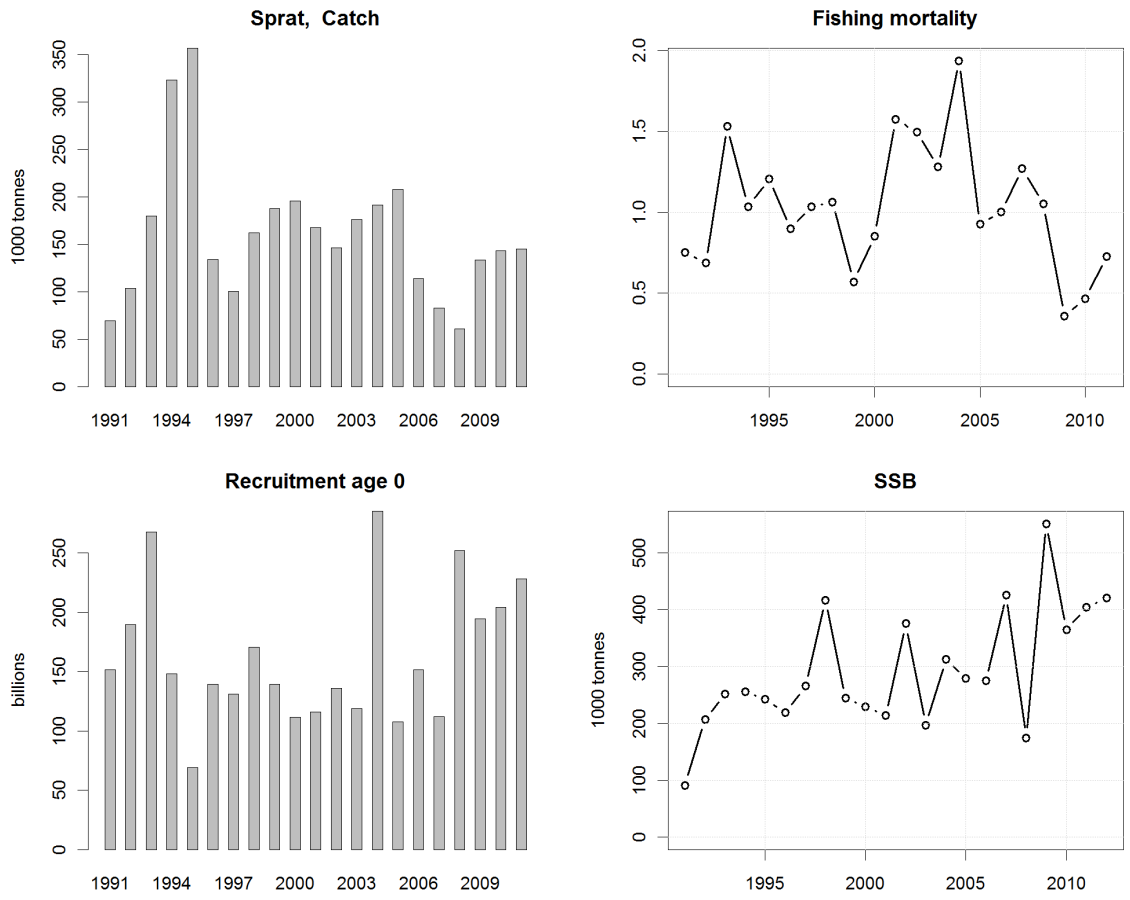 Sprat,  Catch
1000 tonnes
350
300
250
200
150
100
50
0
1991 1994 1997 2000 2003 2006 2009
Fishing mortality
2.0
1.5
1.0
0.5
0.0
1995 2000 2005 2010
Recruitment age 0
billions
250
200
150
100
50
0
1991 1994 1997 2000 2003 2006 2009
SSB
1000 tonnes
500
400
300
200
100
0
1995 2000 2005 2010